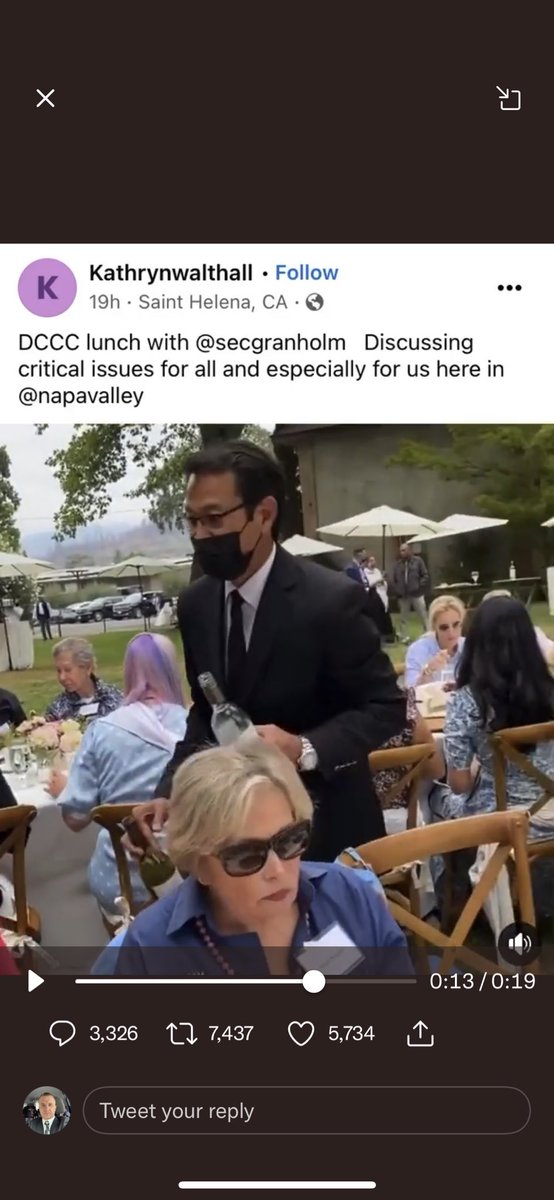 K
Kathrynwalthall • Follow
19h • Saint Helena, CA •
DCCC lunch with @secgranholm Discussing
critical issues for all and especially for us here in
@napavalley
0:13 / 0:19
3,326 7,437 5,734
Tweet your reply